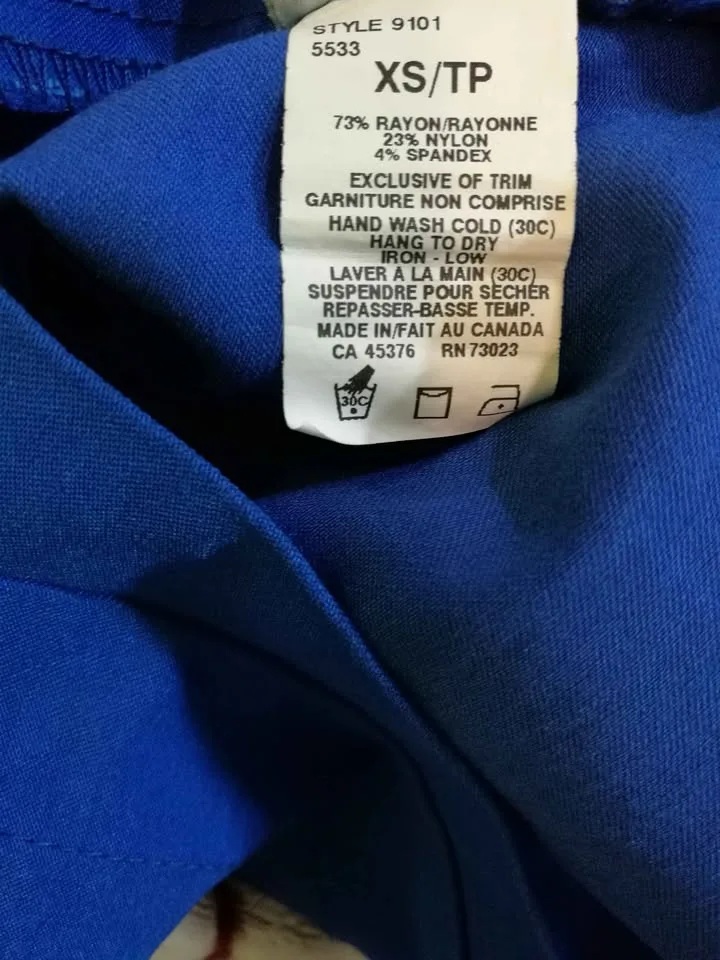 STYLE 9101
5533
XS/TP
73% RAYON/RAYONNE
23% NYLON
4% SPANDEX
EXCLUSIVE OF TRIM
GARNITURE NON COMPRISE
HAND WASH COLD (30C)
HANG TO DRY
IRON - LOW
LAVER A LA MAIN (30C)
SUSPENDRE POUR SECHER
REPASSER-BASSE TEMP.
MADE IN/FAIT AU CANADA
CA 45376 RN 73023
30C